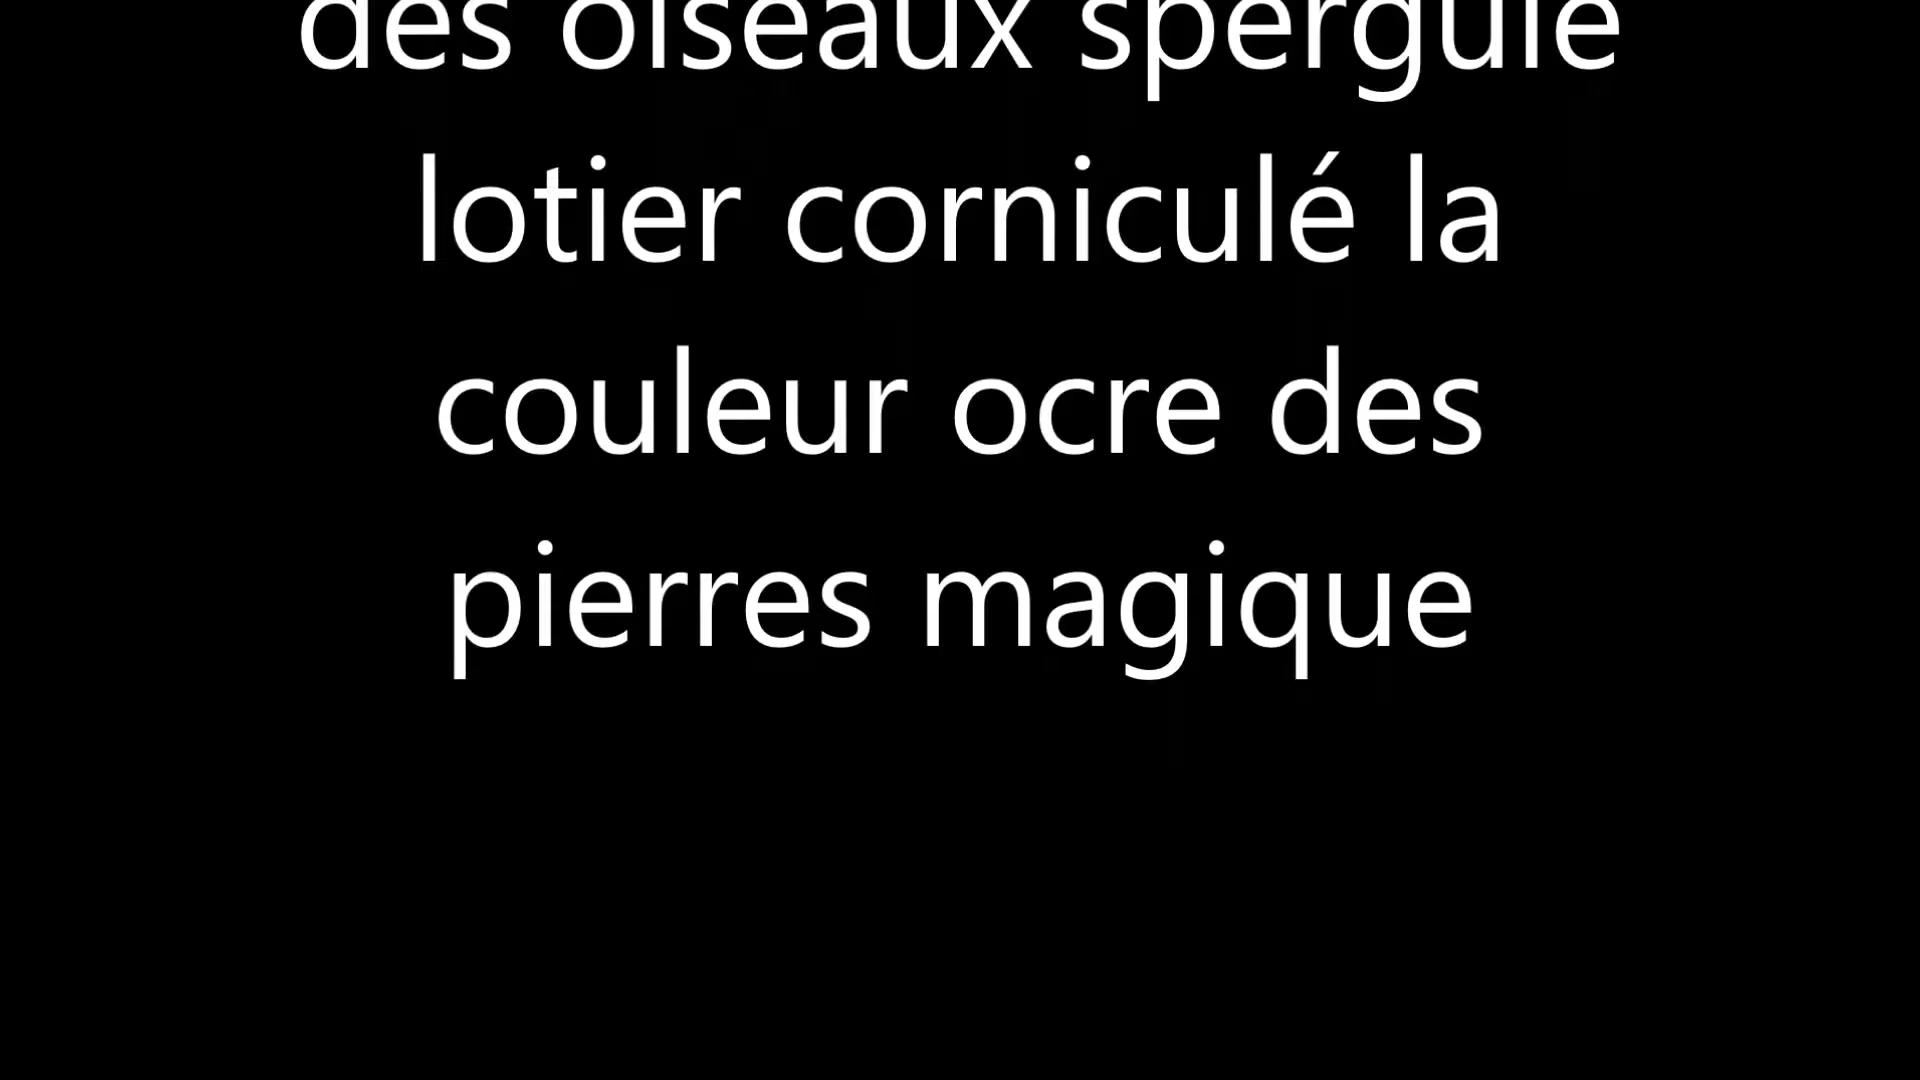 des oiseaux spergule
lotier corniculé la
couleur ocre des
pierres magique